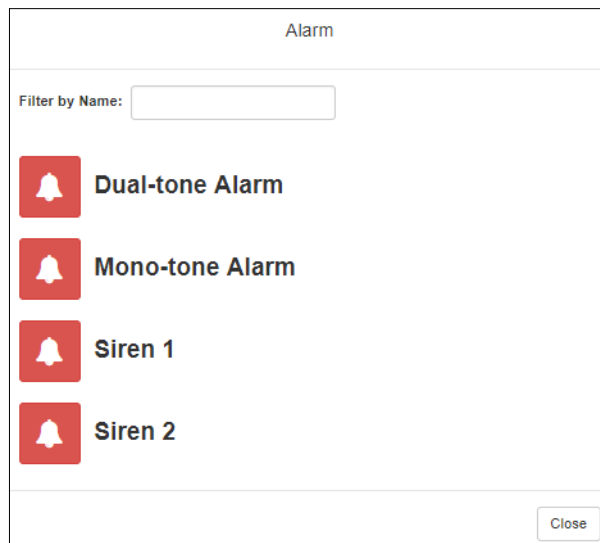 Alarm
Filter by Name:
Dual-tone Alarm
Mono-tone Alarm
Siren 1
Siren 2
Close